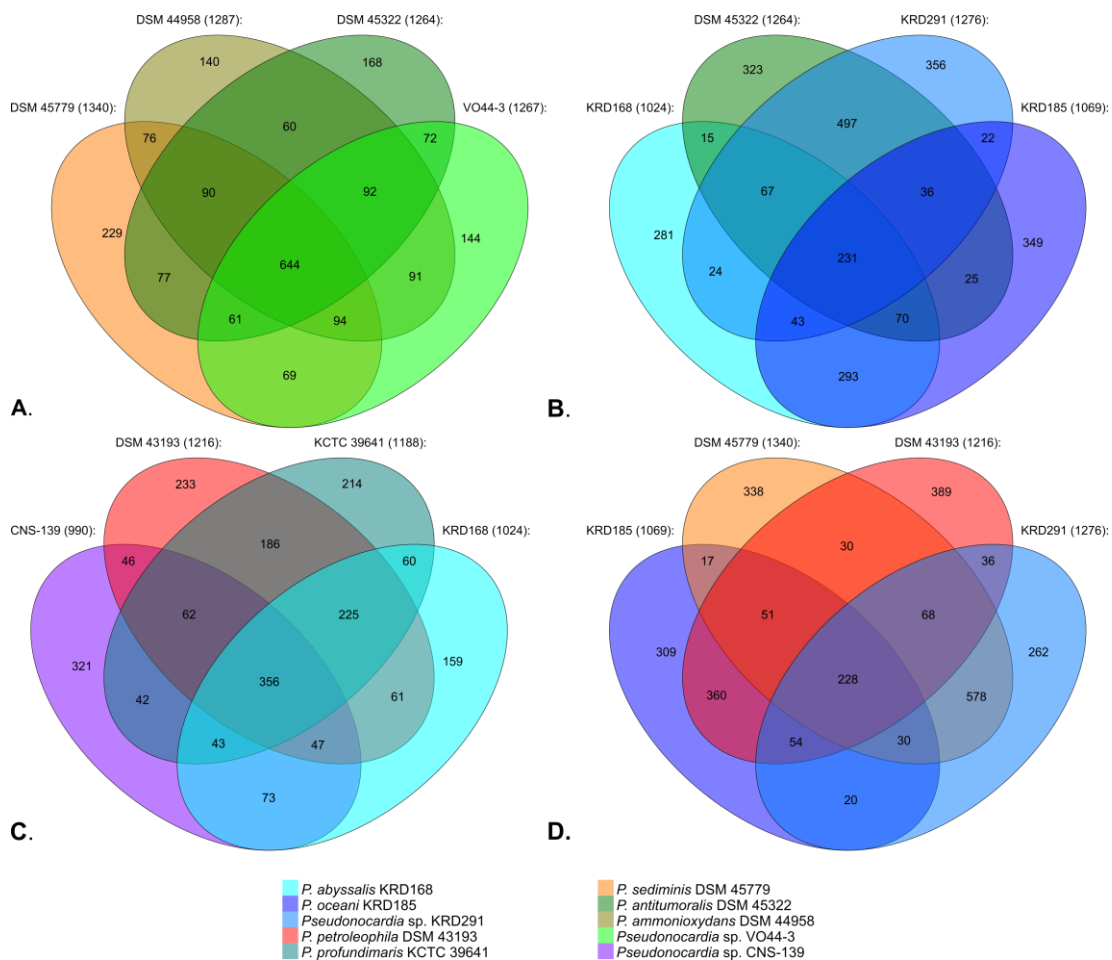 DSM 44958 (1287): DSM 45322 (1264):
140 168
DSM 45779 (1340): VO44-3 (1267):
76 60 72
90 92
229 144
77 644 91
61 94
69
A.
DSM 45322 (1264): KRD291 (1276):
323 356
KRD168 (1024): KRD185 (1069):
15 497 22
67 36
281 349
24 231 25
43 70
293
B.
DSM 43193 (1216): KCTC 39641 (1188):
233 214
CNS-139 (990): KRD168 (1024):
46 186 60
62 225
321 159
42 356 61
43 47
73
C.
DSM 45779 (1340): DSM 43193 (1216):
338 389
KRD185 (1069): KRD291 (1276):
17 30 36
51 68
309 262
360 228 578
54 30
20
D.
P. abyssalis KRD168
P. oceani KRD185
Pseudonocardia sp. KRD291
P. petroleophila DSM 43193
P. profundimaris KCTC 39641
P. sediminis DSM 45779
P. antitumoralis DSM 45322
P. ammonioxydans DSM 44958
Pseudonocardia sp. VO44-3
Pseudonocardia sp. CNS-139